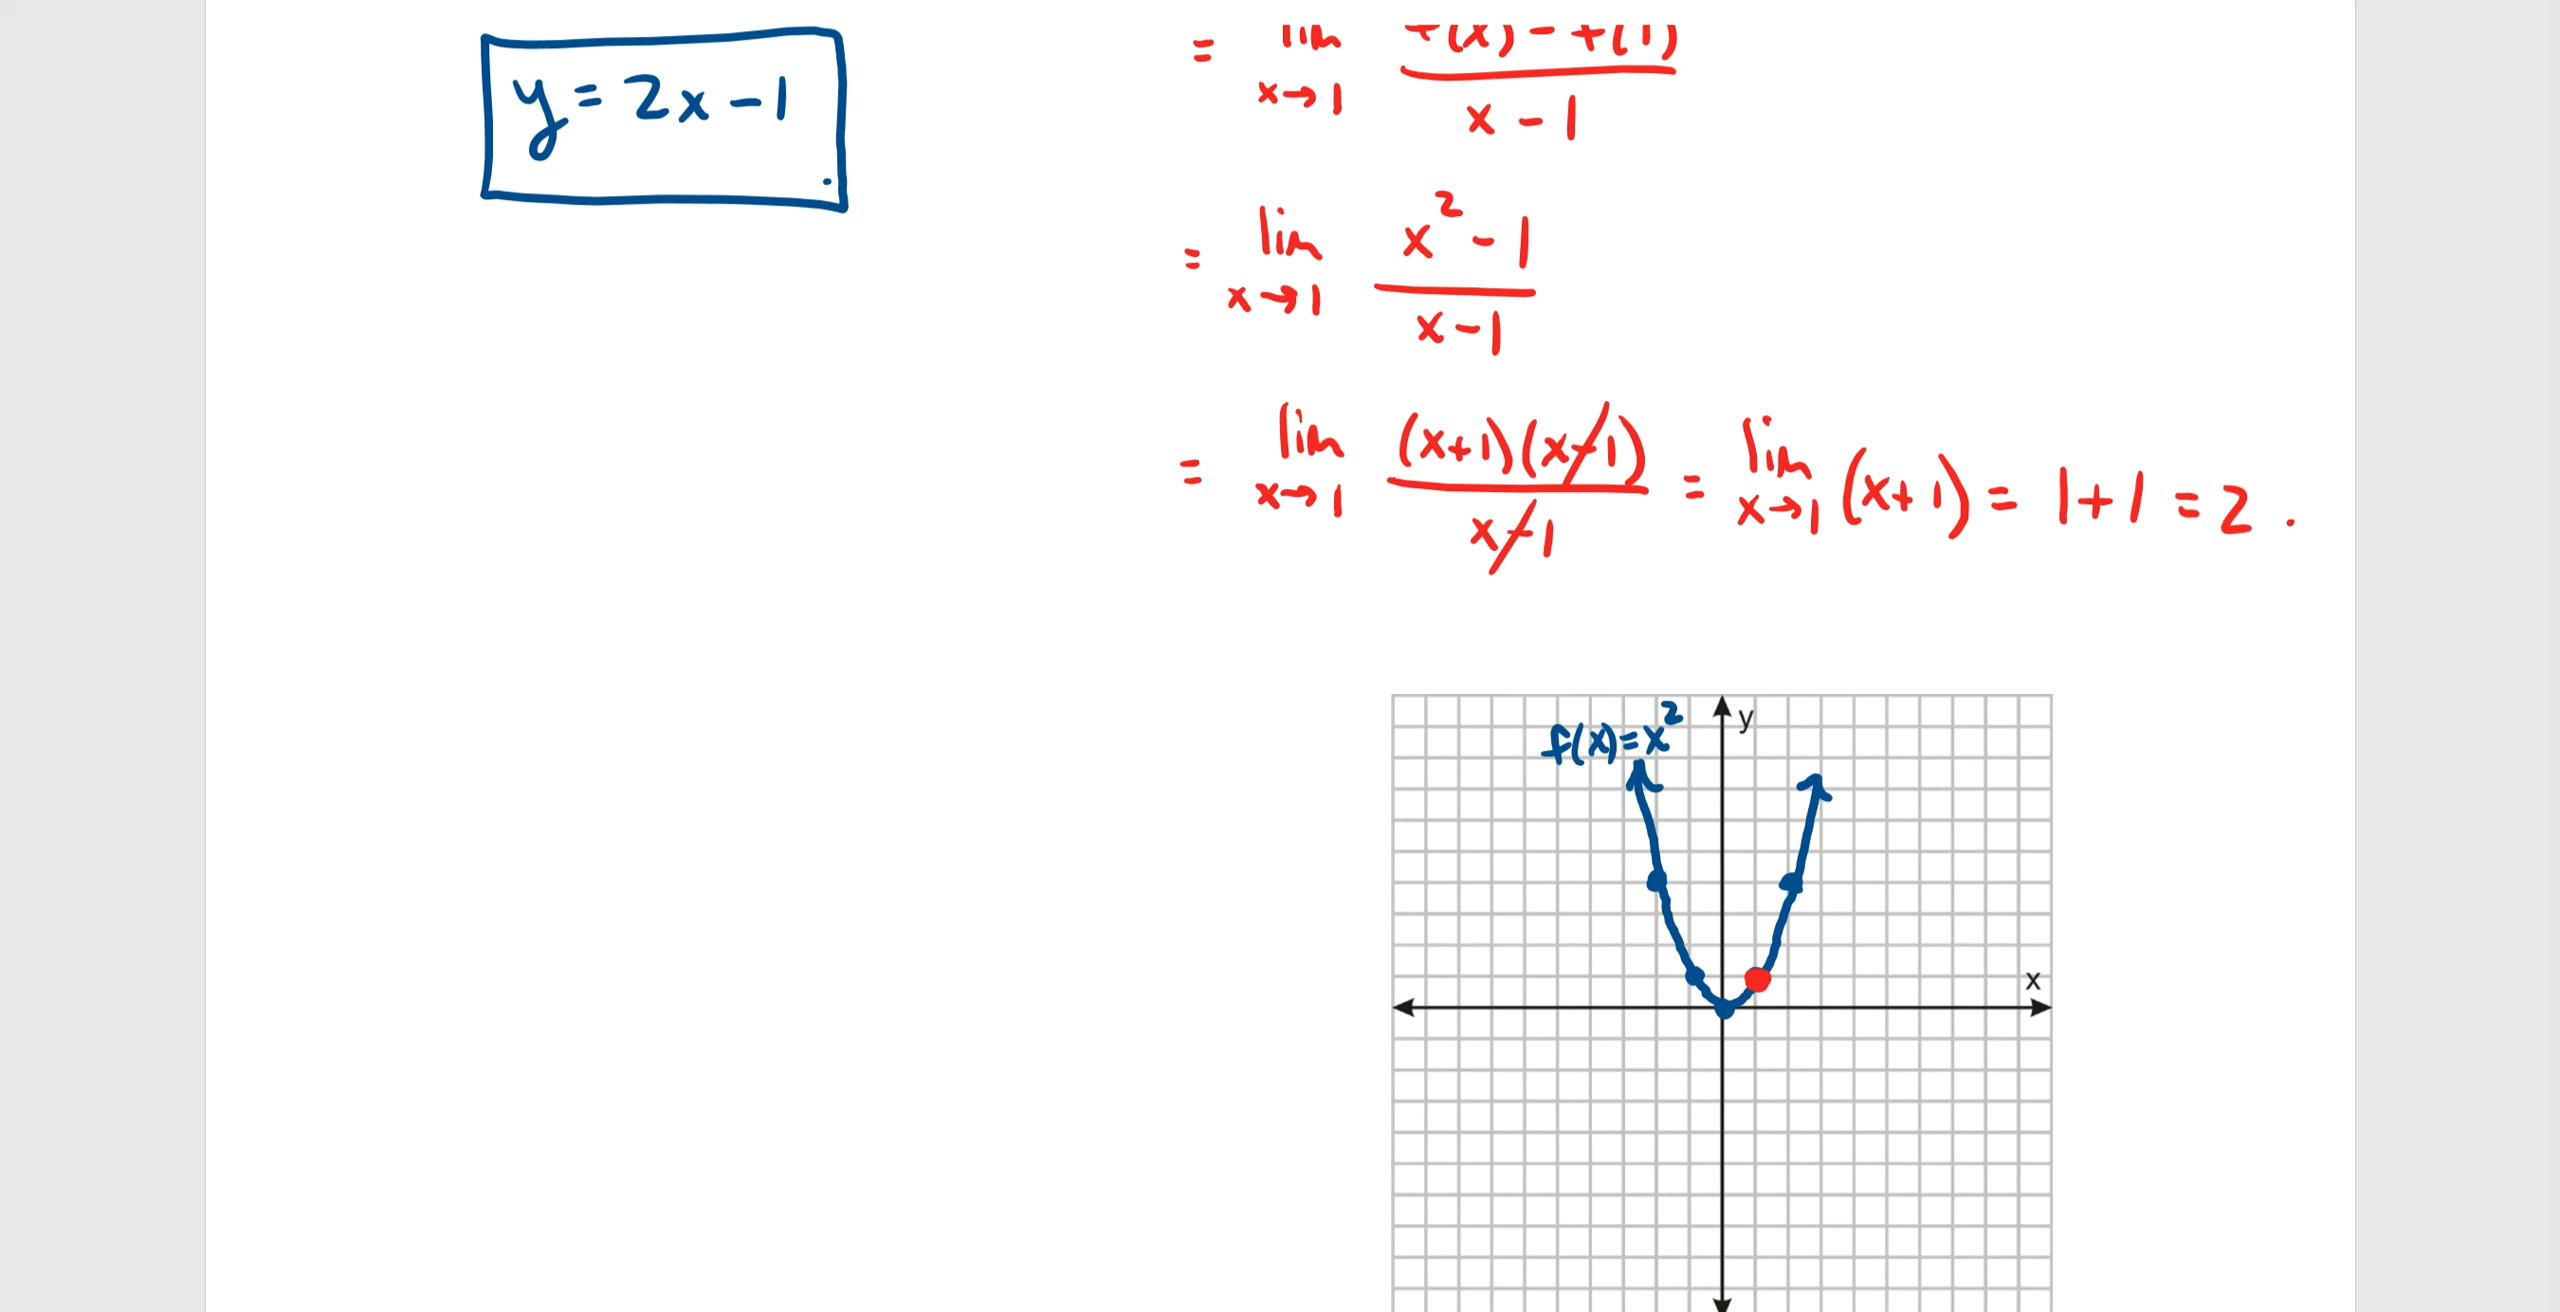 y = 2x - 1
= lim x→1 f(x) - f(1) / x - 1
= lim x→1 x² - 1 / x - 1
= lim x→1 (x+1)(x-1) / x-1 = lim x→1 (x+1) = 1+1 = 2.
f(x)=x²
y
x